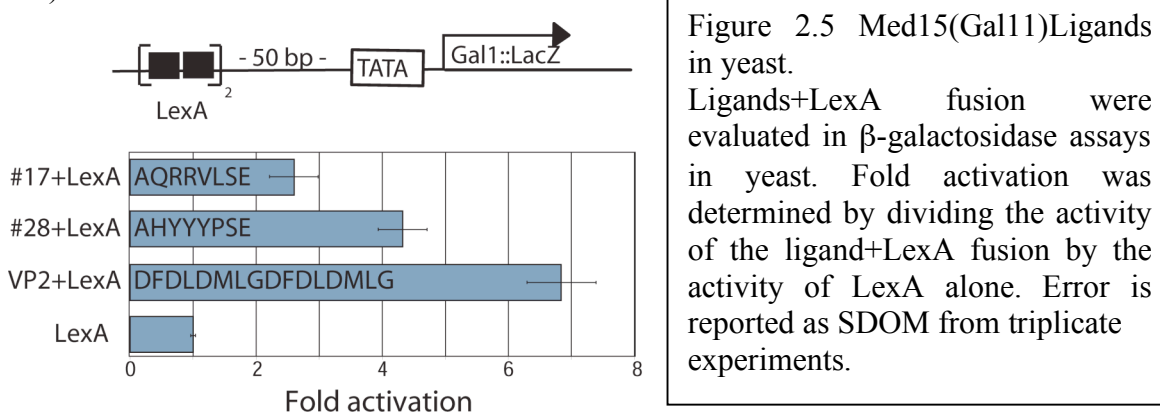 - 50 bp -
TATA
Gal1::LacZ
2
LexA
#17+LexA AQRRVLSE
#28+LexA AHYYYPSE
VP2+LexA DFDLDMLGDFDLDMLG
LexA
0 2 4 6 8
Fold activation
Figure 2.5 Med15(Gal11)Ligands
in yeast.
Ligands+LexA fusion were
evaluated in β-galactosidase assays
in yeast. Fold activation was
determined by dividing the activity
of the ligand+LexA fusion by the
activity of LexA alone. Error is
reported as SDOM from triplicate
experiments.